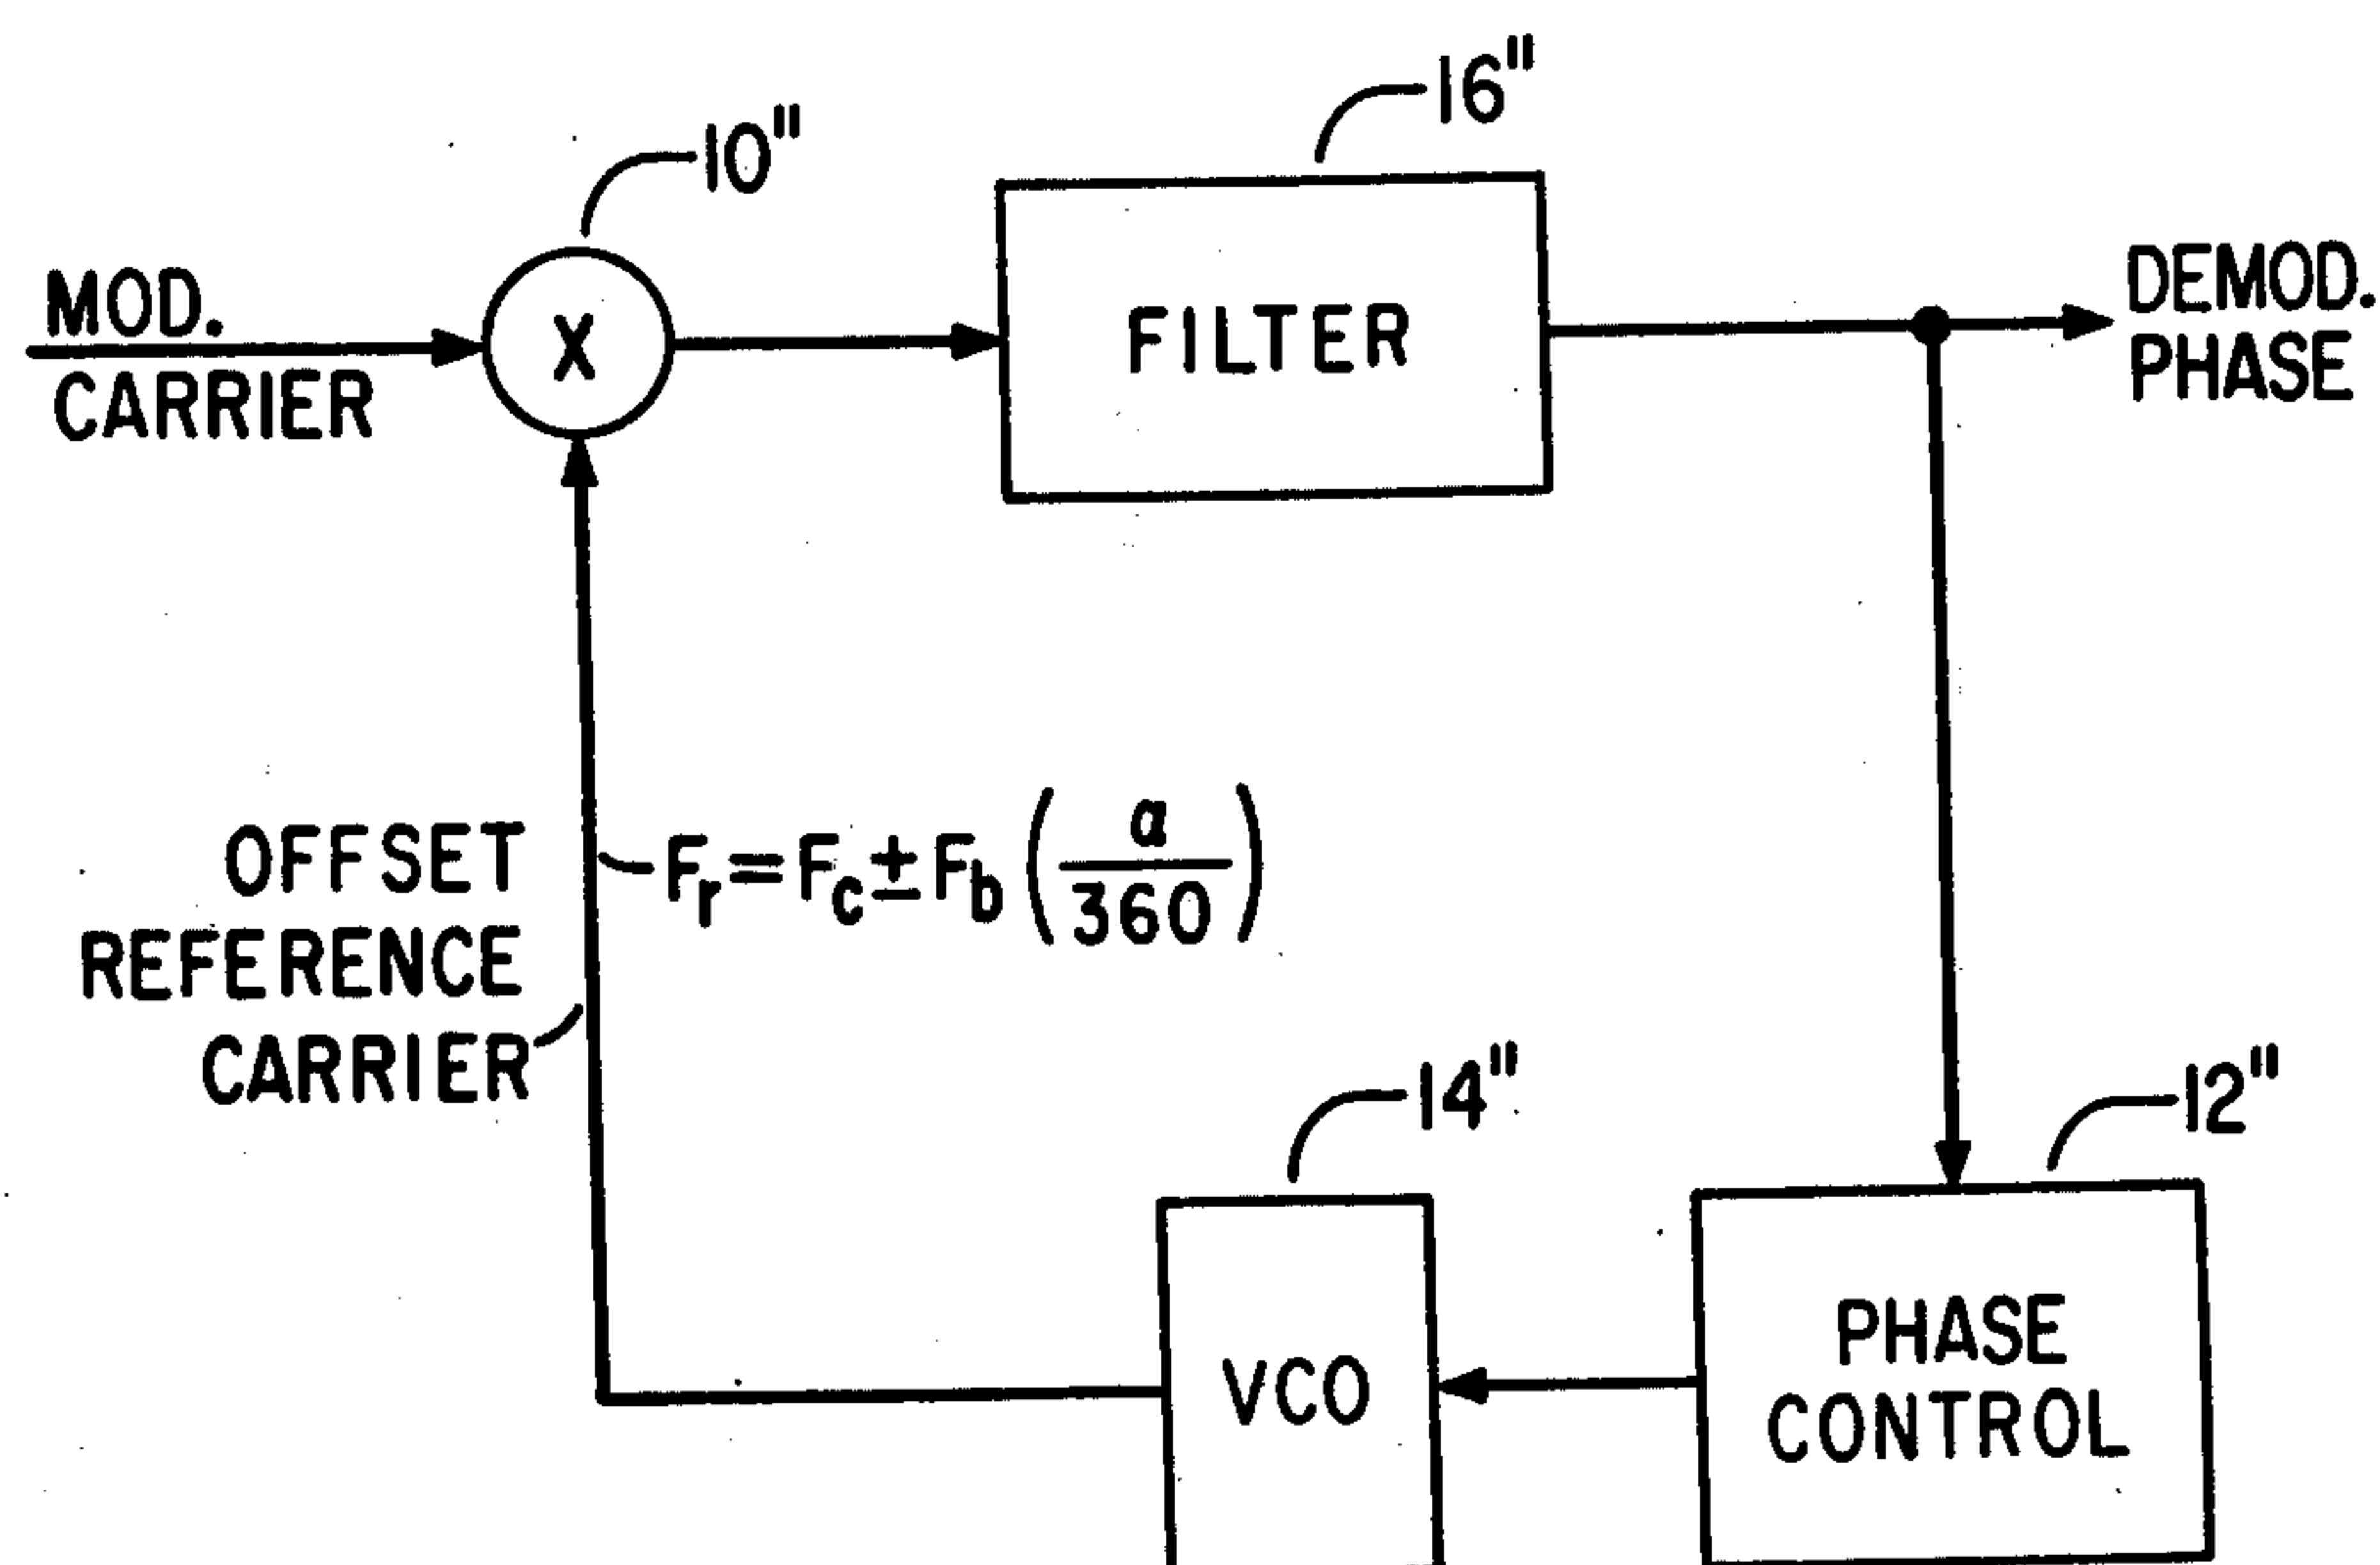 16"
10"
MOD.
CARRIER
X
FILTER
DEMOD.
PHASE
OFFSET
REFERENCE
CARRIER
Fr=Fc±Fb(a/360)
14"
12"
VCO
PHASE
CONTROL